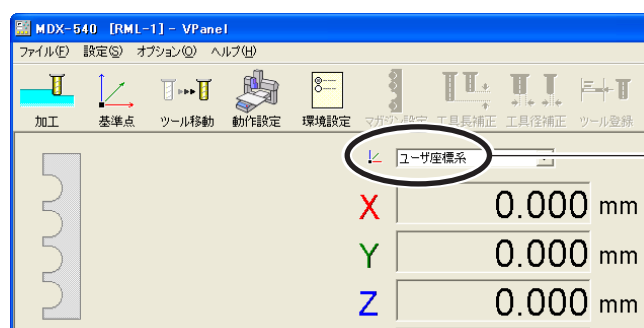 MDX-540 [RML-1] - VPanel
ファイル(F) 設定(S) オプション(O) ヘルプ(H)
加工 基準点 ツール移動 動作設定 環境設定 マガジン設定 工具長補正 工具径補正 ツール登録
ユーザ座標系
X 0.000 mm
Y 0.000 mm
Z 0.000 mm